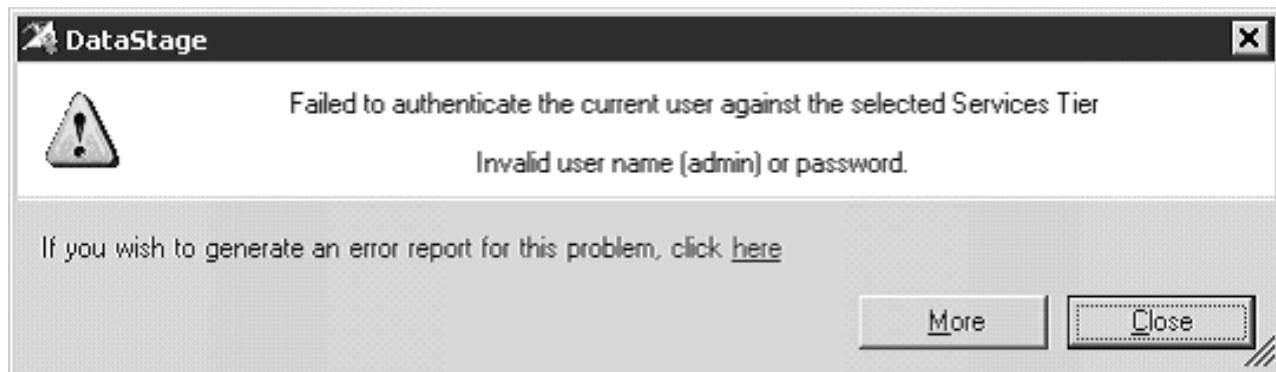 DataStage
Failed to authenticate the current user against the selected Services Tier
Invalid user name (admin) or password.
If you wish to generate an error report for this problem, click here
More
Close